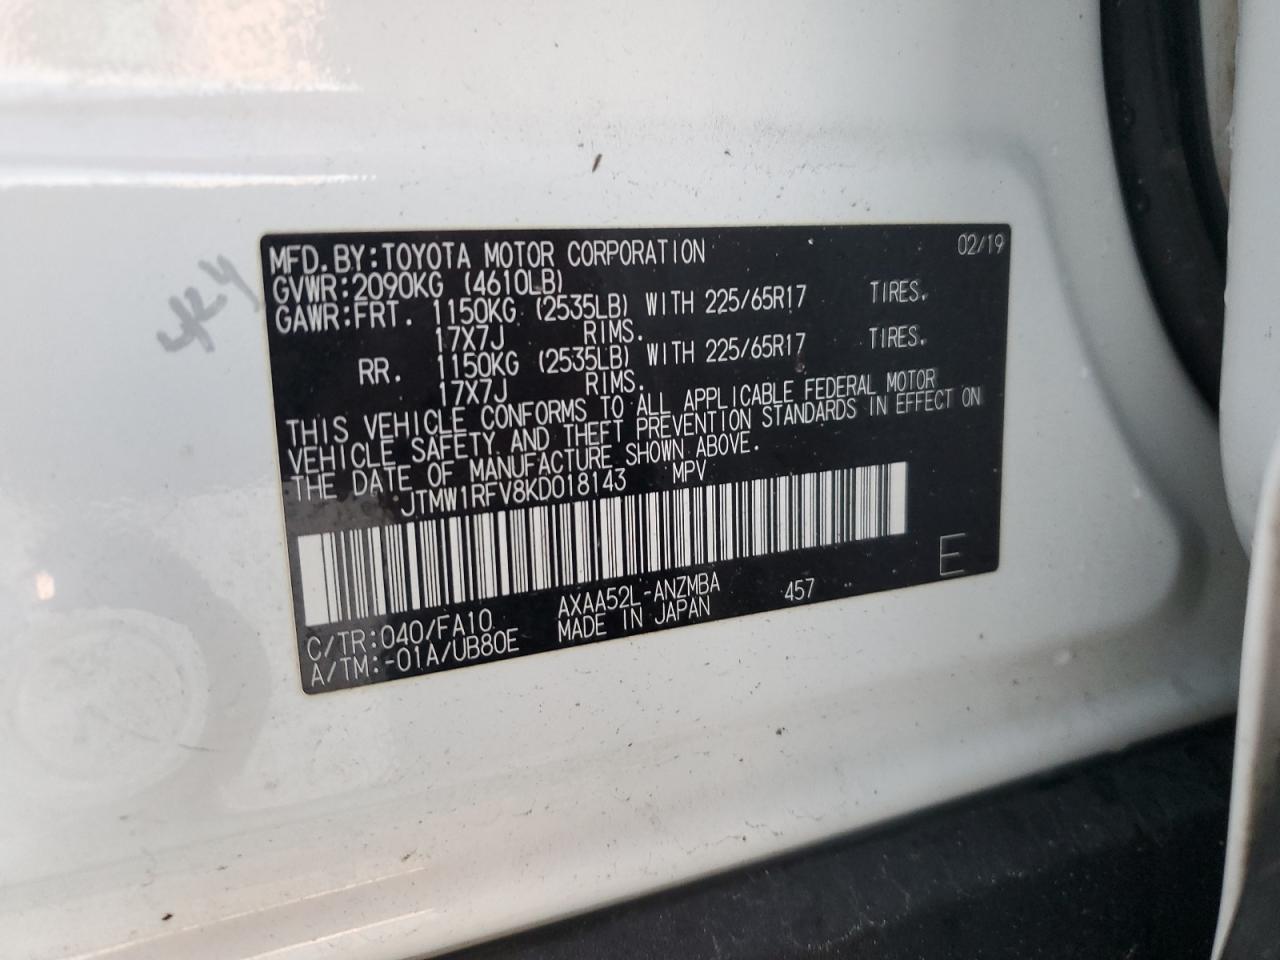 MFD. BY: TOYOTA MOTOR CORPORATION 02/19
GVWR: 2090KG (4610LB)
GAWR: FRT. 1150KG (2535LB) WITH 225/65R17 TIRES.
17X7J RIMS.
RR. 1150KG (2535LB) WITH 225/65R17 TIRES.
17X7J RIMS.
THIS VEHICLE CONFORMS TO ALL APPLICABLE FEDERAL MOTOR
VEHICLE SAFETY AND THEFT PREVENTION STANDARDS IN EFFECT ON
THE DATE OF MANUFACTURE SHOWN ABOVE.
JTMW1RFV8KD018143 MPV
C/TR: 040/FA10 AXAA52L-ANZMBA 457 E
A/TM: -01A/UB80E MADE IN JAPAN